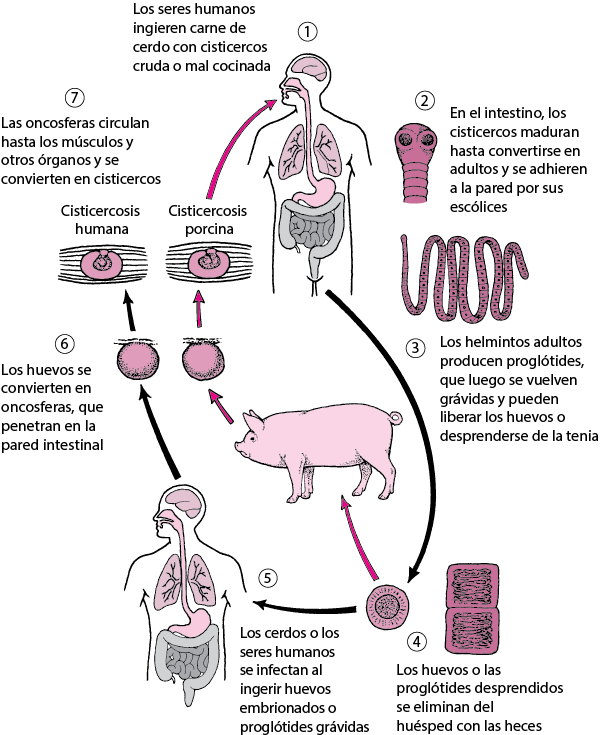 ①
Los seres humanos
ingieren carne de
cerdo con cisticercos
cruda o mal cocinada
②
En el intestino, los
cisticercos maduran
hasta convertirse en
adultos y se adhieren
a la pared por sus
escólices
③
Los helmintos adultos
producen proglótides,
que luego se vuelven
grávidas y pueden
liberar los huevos o
desprenderse de la tenia
④
Los huevos o las
proglótides desprendidos
se eliminan del
huésped con las heces
⑤
Los cerdos o los
seres humanos
se infectan al
ingerir huevos
embrionados o
proglótides grávidas
⑥
Los huevos se
convierten en
oncosferas, que
penetran en la
pared intestinal
⑦
Las oncosferas circulan
hasta los músculos y
otros órganos y se
convierten en cisticercos
Cisticercosis
humana
Cisticercosis
porcina